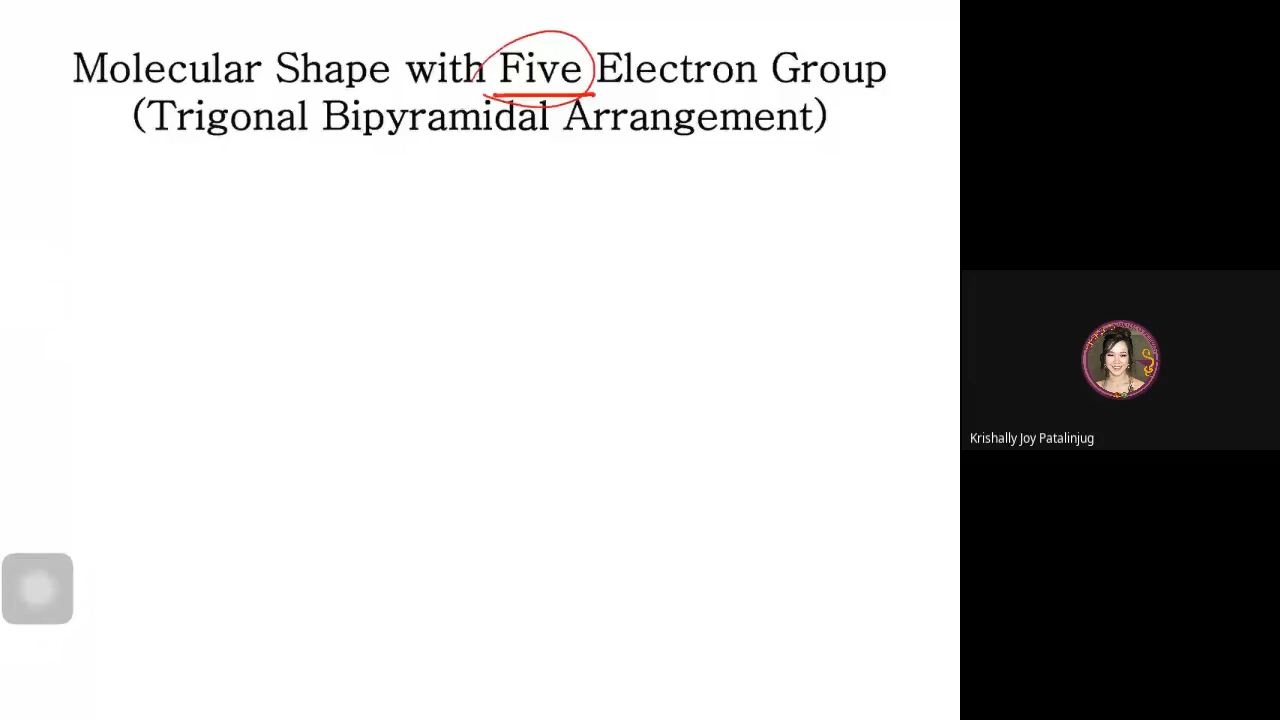 Molecular Shape with Five Electron Group
(Trigonal Bipyramidal Arrangement)
Krishally Joy Patalinjug